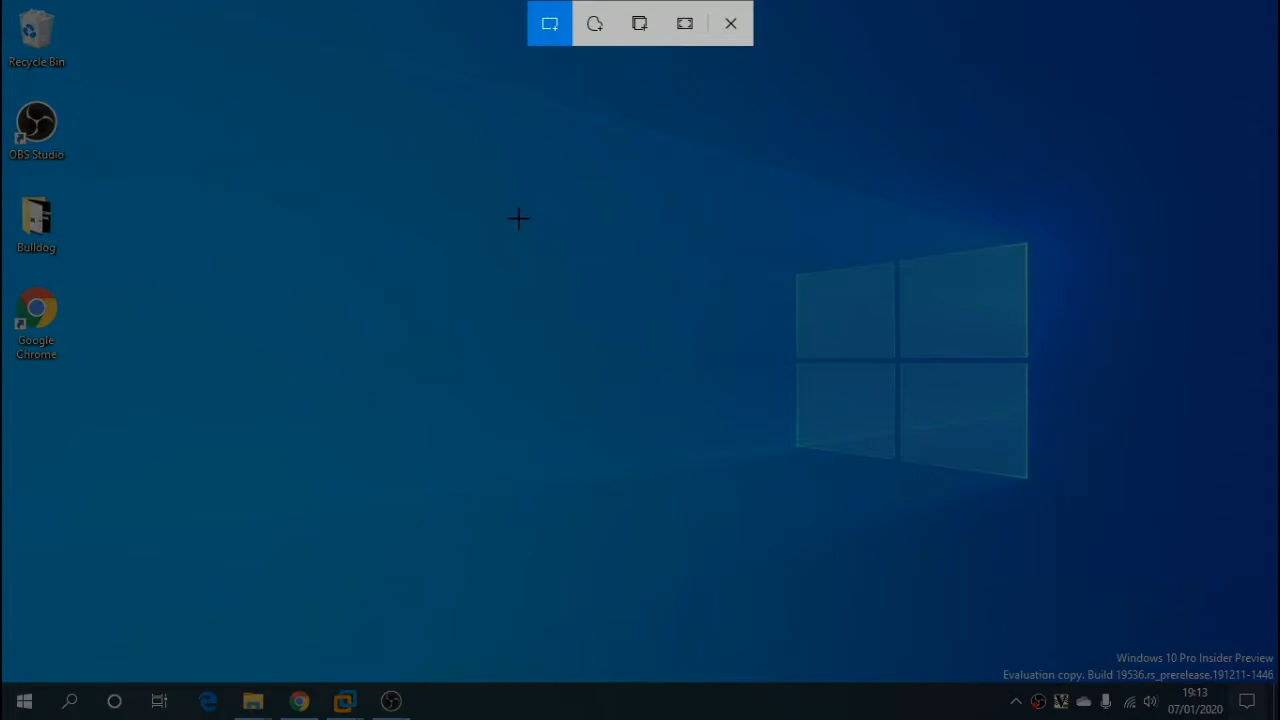 Recycle Bin
OBS Studio
Bulldog
Google
Chrome
Windows 10 Pro Insider Preview
Evaluation copy. Build 19536.rs_prerelease.191211-1446
19:13
07/01/2020